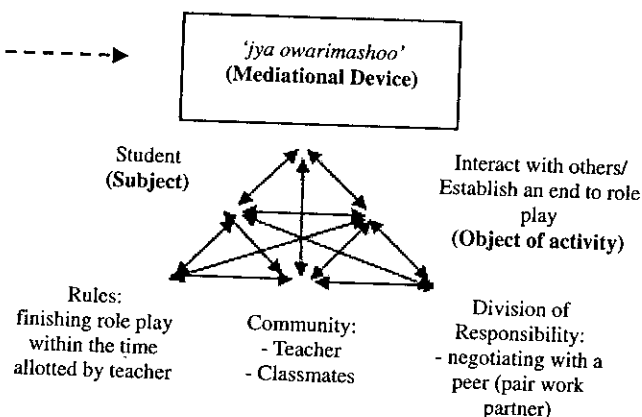 ‘jya owarimashoo’
(Mediational Device)
Student
(Subject)
Interact with others/
Establish an end to role
play
(Object of activity)
Rules:
finishing role play
within the time
allotted by teacher
Community:
- Teacher
- Classmates
Division of
Responsibility:
- negotiating with a
peer (pair work
partner)